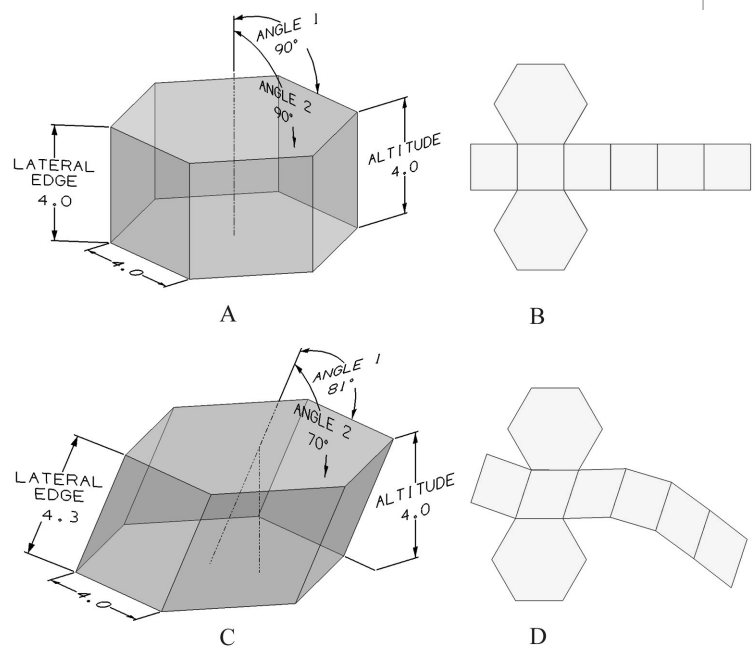 ANGLE 1
90°
ANGLE 2
90°
LATERAL
EDGE
4.0
ALTITUDE
4.0
4.0
A
B
ANGLE 1
81°
ANGLE 2
70°
LATERAL
EDGE
4.3
ALTITUDE
4.0
4.0
C
D